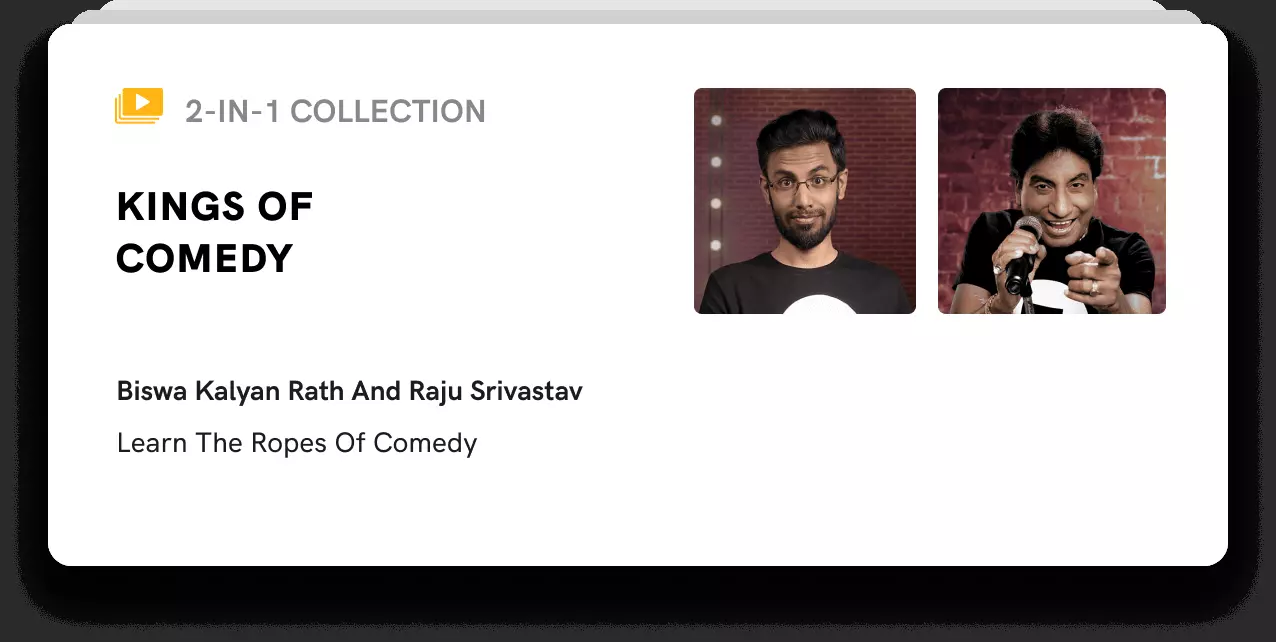 2-IN-1 COLLECTION
KINGS OF
COMEDY
Biswa Kalyan Rath And Raju Srivastav
Learn The Ropes Of Comedy